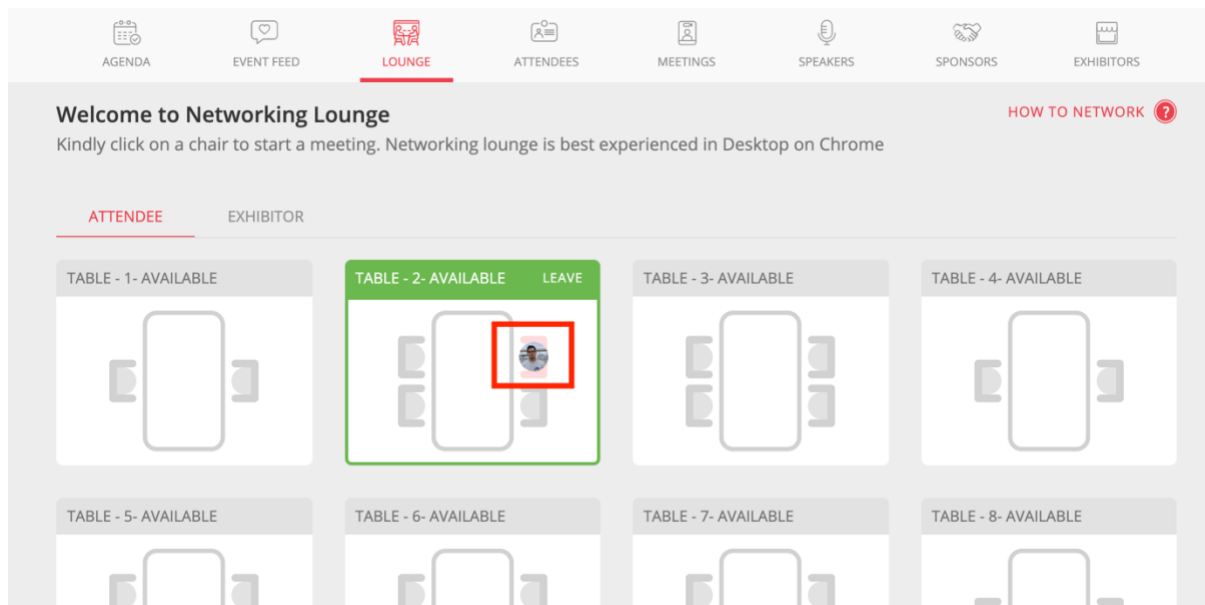 AGENDA EVENT FEED LOUNGE ATTENDEES MEETINGS SPEAKERS SPONSORS EXHIBITORS
Welcome to Networking Lounge
HOW TO NETWORK ?
Kindly click on a chair to start a meeting. Networking lounge is best experienced in Desktop on Chrome
ATTENDEE EXHIBITOR
TABLE - 1- AVAILABLE TABLE - 2- AVAILABLE LEAVE TABLE - 3- AVAILABLE TABLE - 4- AVAILABLE
TABLE - 5- AVAILABLE TABLE - 6- AVAILABLE TABLE - 7- AVAILABLE TABLE - 8- AVAILABLE